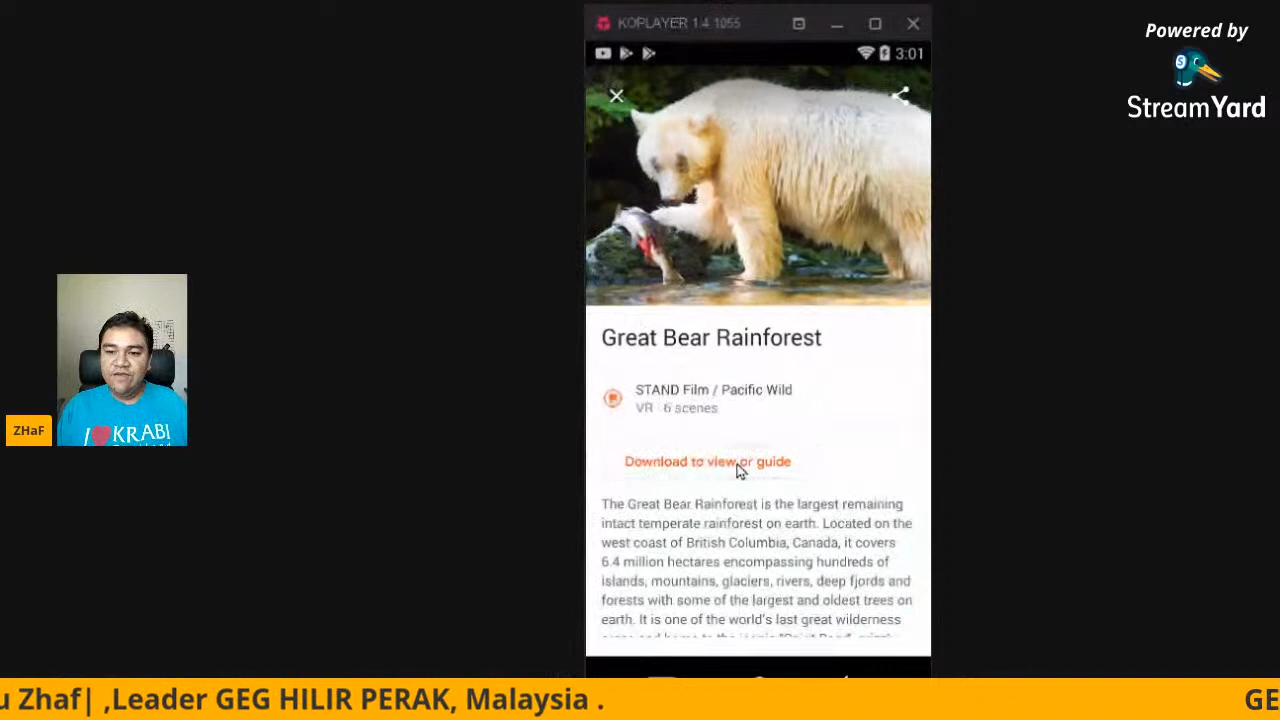 KOPLAYER 1.4.1055
Powered by
StreamYard
3:01
Great Bear Rainforest
STAND Film / Pacific Wild
VR · 6 scenes
Download to view or guide
The Great Bear Rainforest is the largest remaining
intact temperate rainforest on earth. Located on the
west coast of British Columbia, Canada, it covers
6.4 million hectares encompassing hundreds of
islands, mountains, glaciers, rivers, deep fjords and
forests with some of the largest and oldest trees on
earth. It is one of the world's last great wilderness
I ❤ KRABI
ZHaF
u Zhaf| ,Leader GEG HILIR PERAK, Malaysia .
GE